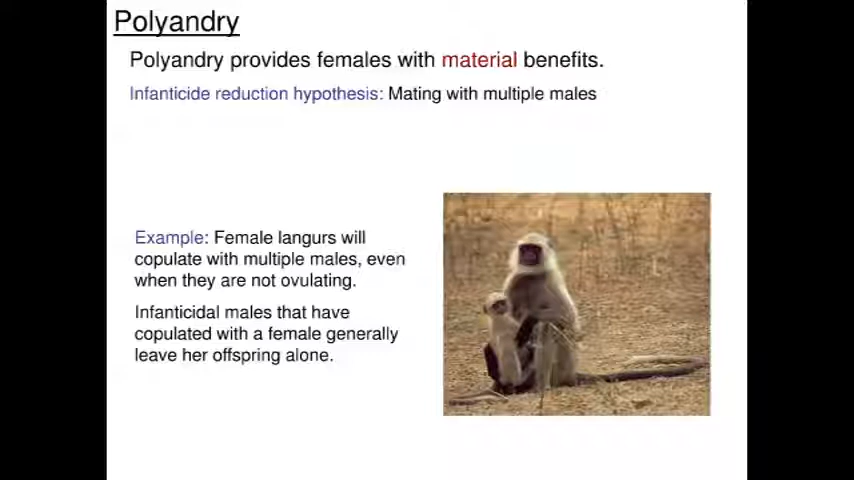 Polyandry
Polyandry provides females with material benefits.
Infanticide reduction hypothesis: Mating with multiple males
Example: Female langurs will
copulate with multiple males, even
when they are not ovulating.
Infanticidal males that have
copulated with a female generally
leave her offspring alone.